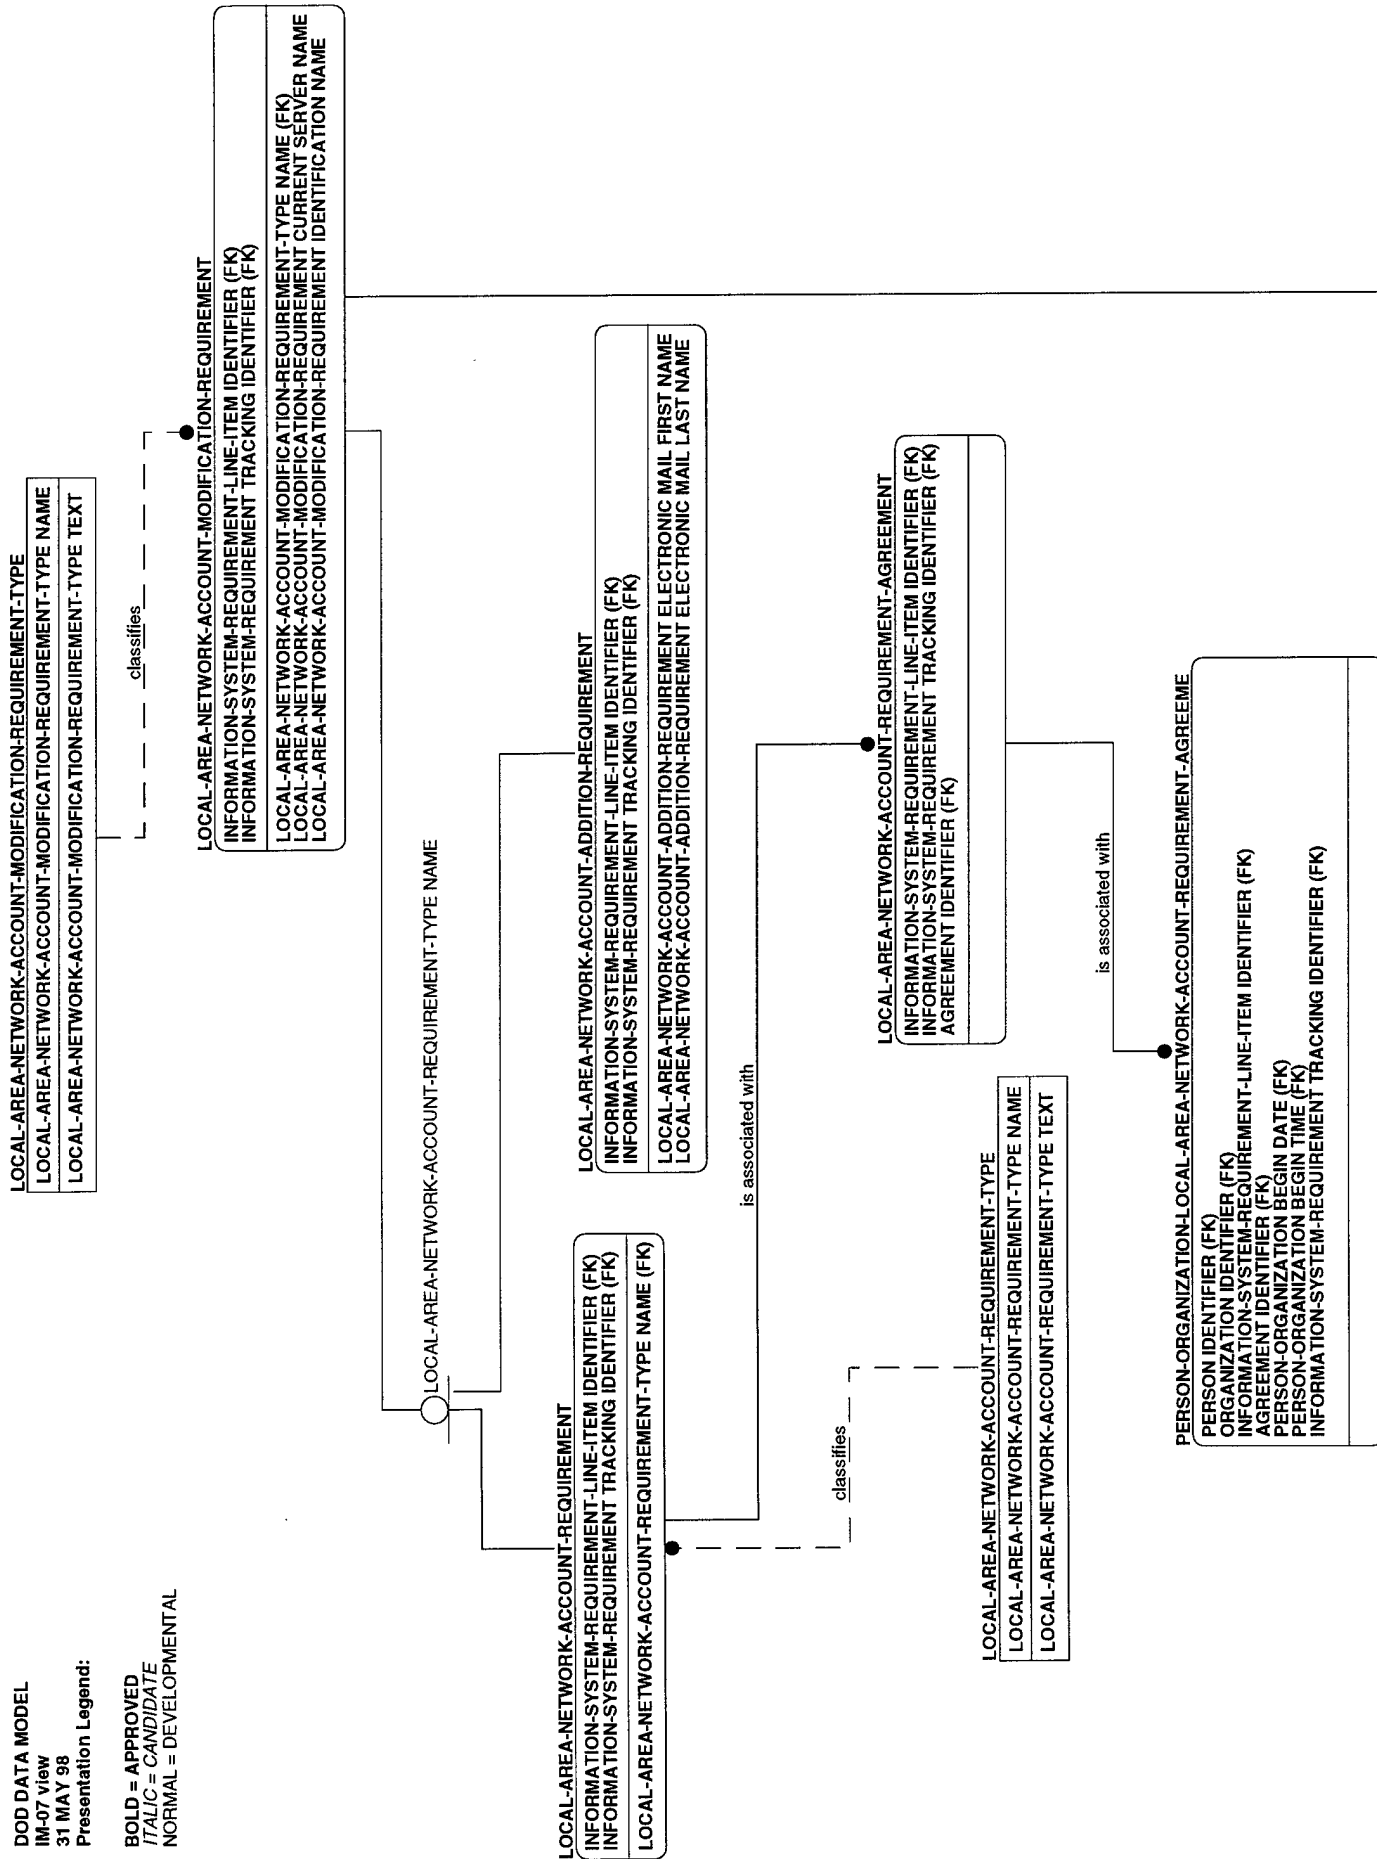 DOD DATA MODEL
IM-07 view
31 MAY 98
Presentation Legend:
BOLD = APPROVED
ITALIC = CANDIDATE
NORMAL = DEVELOPMENTAL
LOCAL-AREA-NETWORK-ACCOUNT-MODIFICATION-REQUIREMENT-TYPE
LOCAL-AREA-NETWORK-ACCOUNT-MODIFICATION-REQUIREMENT-TYPE NAME
LOCAL-AREA-NETWORK-ACCOUNT-MODIFICATION-REQUIREMENT-TYPE TEXT
classifies
LOCAL-AREA-NETWORK-ACCOUNT-MODIFICATION-REQUIREMENT
INFORMATION-SYSTEM-REQUIREMENT-LINE-ITEM IDENTIFIER (FK)
INFORMATION-SYSTEM-REQUIREMENT TRACKING IDENTIFIER (FK)
LOCAL-AREA-NETWORK-ACCOUNT-MODIFICATION-REQUIREMENT-TYPE NAME (FK)
LOCAL-AREA-NETWORK-ACCOUNT-MODIFICATION-REQUIREMENT CURRENT SERVER NAME
LOCAL-AREA-NETWORK-ACCOUNT-MODIFICATION-REQUIREMENT IDENTIFICATION NAME
LOCAL-AREA-NETWORK-ACCOUNT-REQUIREMENT-TYPE NAME
LOCAL-AREA-NETWORK-ACCOUNT-REQUIREMENT
INFORMATION-SYSTEM-REQUIREMENT-LINE-ITEM IDENTIFIER (FK)
INFORMATION-SYSTEM-REQUIREMENT TRACKING IDENTIFIER (FK)
LOCAL-AREA-NETWORK-ACCOUNT-REQUIREMENT-TYPE NAME (FK)
LOCAL-AREA-NETWORK-ACCOUNT-ADDITION-REQUIREMENT
INFORMATION-SYSTEM-REQUIREMENT-LINE-ITEM IDENTIFIER (FK)
INFORMATION-SYSTEM-REQUIREMENT TRACKING IDENTIFIER (FK)
LOCAL-AREA-NETWORK-ACCOUNT-ADDITION-REQUIREMENT ELECTRONIC MAIL FIRST NAME
LOCAL-AREA-NETWORK-ACCOUNT-ADDITION-REQUIREMENT ELECTRONIC MAIL LAST NAME
is associated with
classifies
LOCAL-AREA-NETWORK-ACCOUNT-REQUIREMENT-AGREEMENT
INFORMATION-SYSTEM-REQUIREMENT-LINE-ITEM IDENTIFIER (FK)
INFORMATION-SYSTEM-REQUIREMENT TRACKING IDENTIFIER (FK)
AGREEMENT IDENTIFIER (FK)
LOCAL-AREA-NETWORK-ACCOUNT-REQUIREMENT-TYPE
LOCAL-AREA-NETWORK-ACCOUNT-REQUIREMENT-TYPE NAME
LOCAL-AREA-NETWORK-ACCOUNT-REQUIREMENT-TYPE TEXT
is associated with
PERSON-ORGANIZATION-LOCAL-AREA-NETWORK-ACCOUNT-REQUIREMENT-AGREEME
PERSON IDENTIFIER (FK)
ORGANIZATION IDENTIFIER (FK)
INFORMATION-SYSTEM-REQUIREMENT-LINE-ITEM IDENTIFIER (FK)
AGREEMENT IDENTIFIER (FK)
PERSON-ORGANIZATION BEGIN DATE (FK)
PERSON-ORGANIZATION BEGIN TIME (FK)
INFORMATION-SYSTEM-REQUIREMENT TRACKING IDENTIFIER (FK)